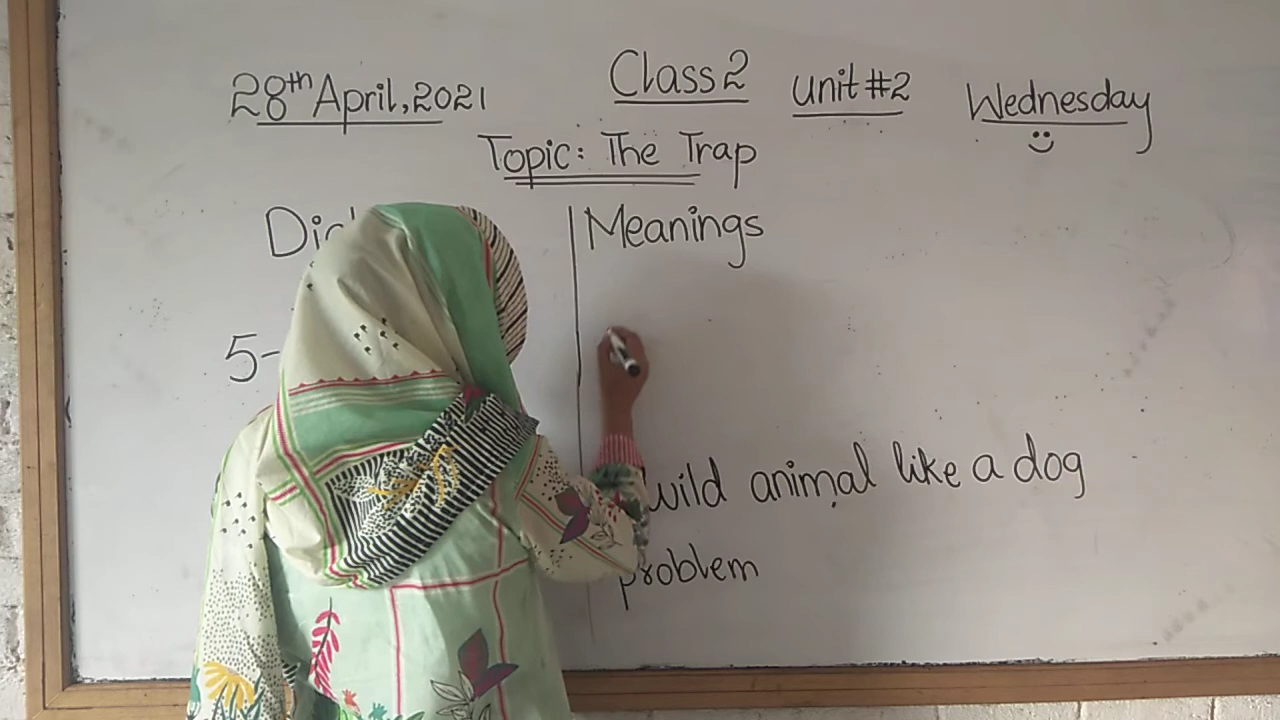 28th April, 2021 Class 2 Unit #2 Wednesday
Topic: The Trap
Meanings
5-
wild animal like a dog
problem